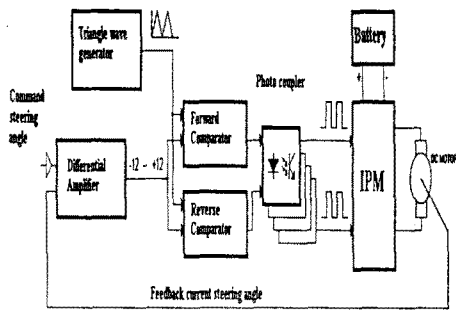 Triangle wave
generator
Battery
+
-
Photo coupler
Command
steering
angle
Forward
Comparator
Differential
Amplifier
-12 ~ +12
IPM
DC MOTOR
Reverse
Comparator
Feedback current steering angle